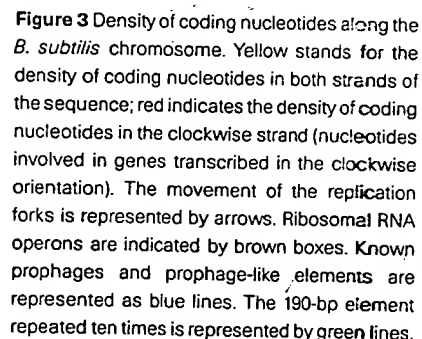 Figure 3 Density of coding nucleotides along the
B. subtilis chromosome. Yellow stands for the
density of coding nucleotides in both strands of
the sequence; red indicates the density of coding
nucleotides in the clockwise strand (nucleotides
involved in genes transcribed in the clockwise
orientation). The movement of the replication
forks is represented by arrows. Ribosomal RNA
operons are indicated by brown boxes. Known
prophages and prophage-like elements are
represented as blue lines. The 190-bp element
repeated ten times is represented by green lines.